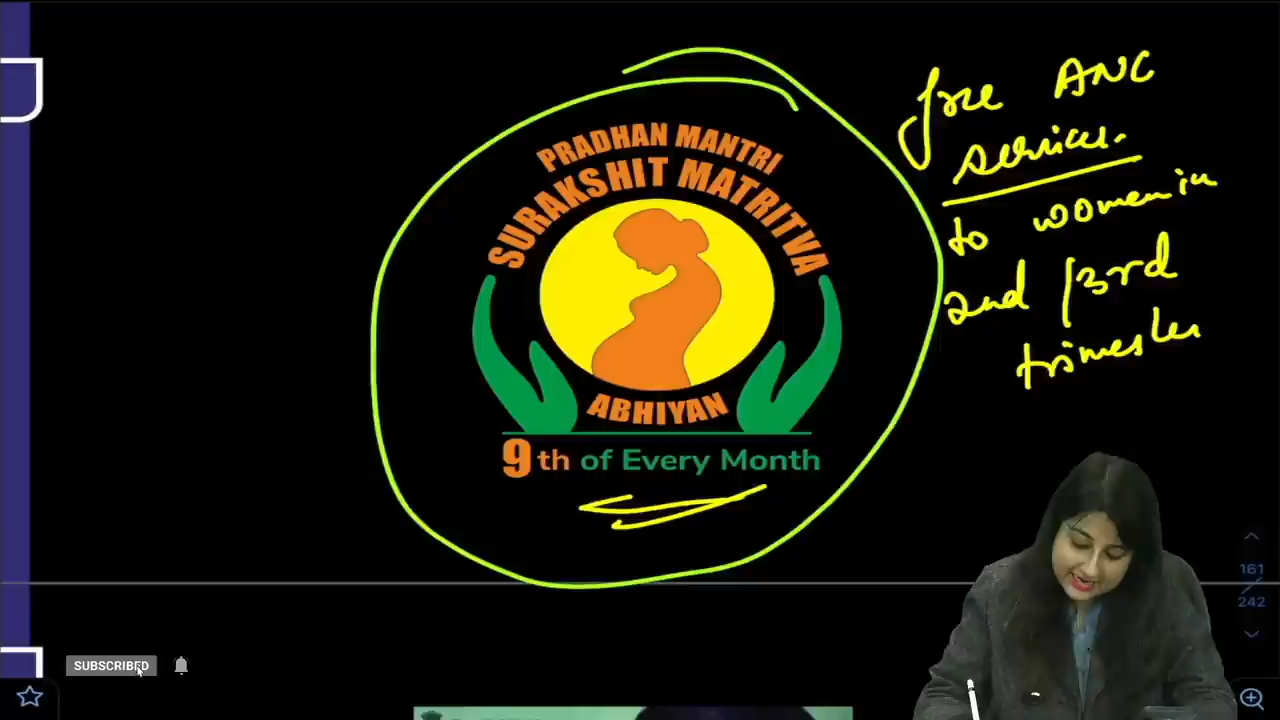 PRADHAN MANTRI
SURAKSHIT MATRITVA
ABHIYAN
9th of Every Month
free ANC
services.
to women in
2nd / 3rd
trimester
161
242
SUBSCRIBED